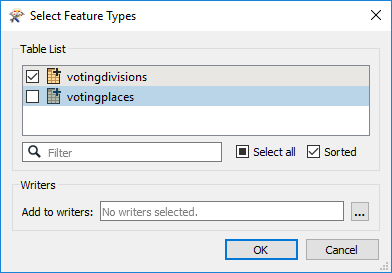 Select Feature Types
Table List
votingdivisions
votingplaces
Filter
Select all
Sorted
Writers
Add to writers:
No writers selected.
...
OK
Cancel